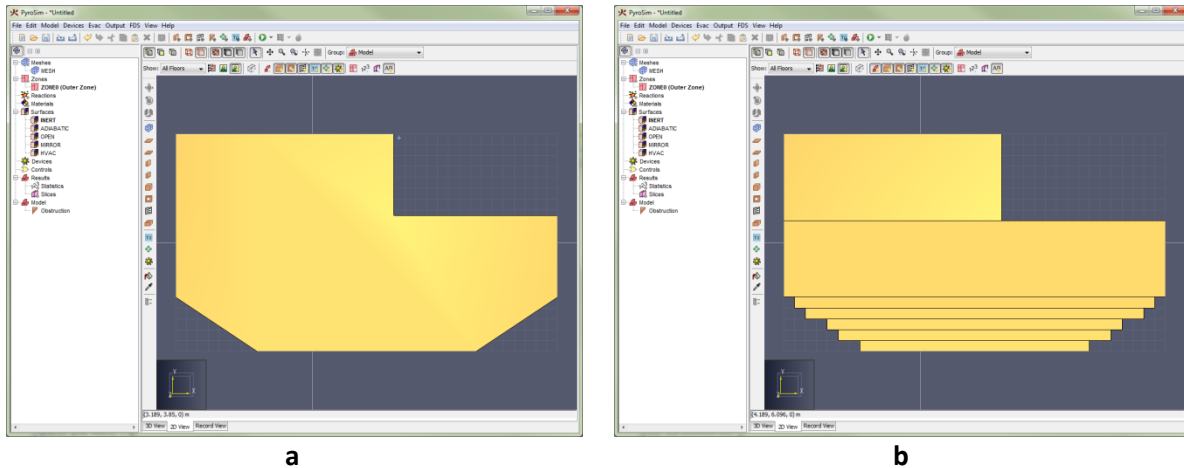 PyroSim - *Untitled
File Edit Model Devices Evac Output FDS View Help
Group: Model
Show: All Floors
Meshes
MESH
Zones
ZONE0 (Outer Zone)
Reactions
Materials
Surfaces
INERT
ADIABATIC
OPEN
MIRROR
HVAC
Devices
Controls
Results
Statistics
Slices
Model
Obstruction
Y
X
(3.189, 3.85, 0) m
3D View 2D View Record View
a
PyroSim - *Untitled
File Edit Model Devices Evac Output FDS View Help
Group: Model
Show: All Floors
Meshes
MESH
Zones
ZONE0 (Outer Zone)
Reactions
Materials
Surfaces
INERT
ADIABATIC
OPEN
MIRROR
HVAC
Devices
Controls
Results
Statistics
Slices
Model
Obstruction
Y
X
(4.189, 6.096, 0) m
3D View 2D View Record View
b